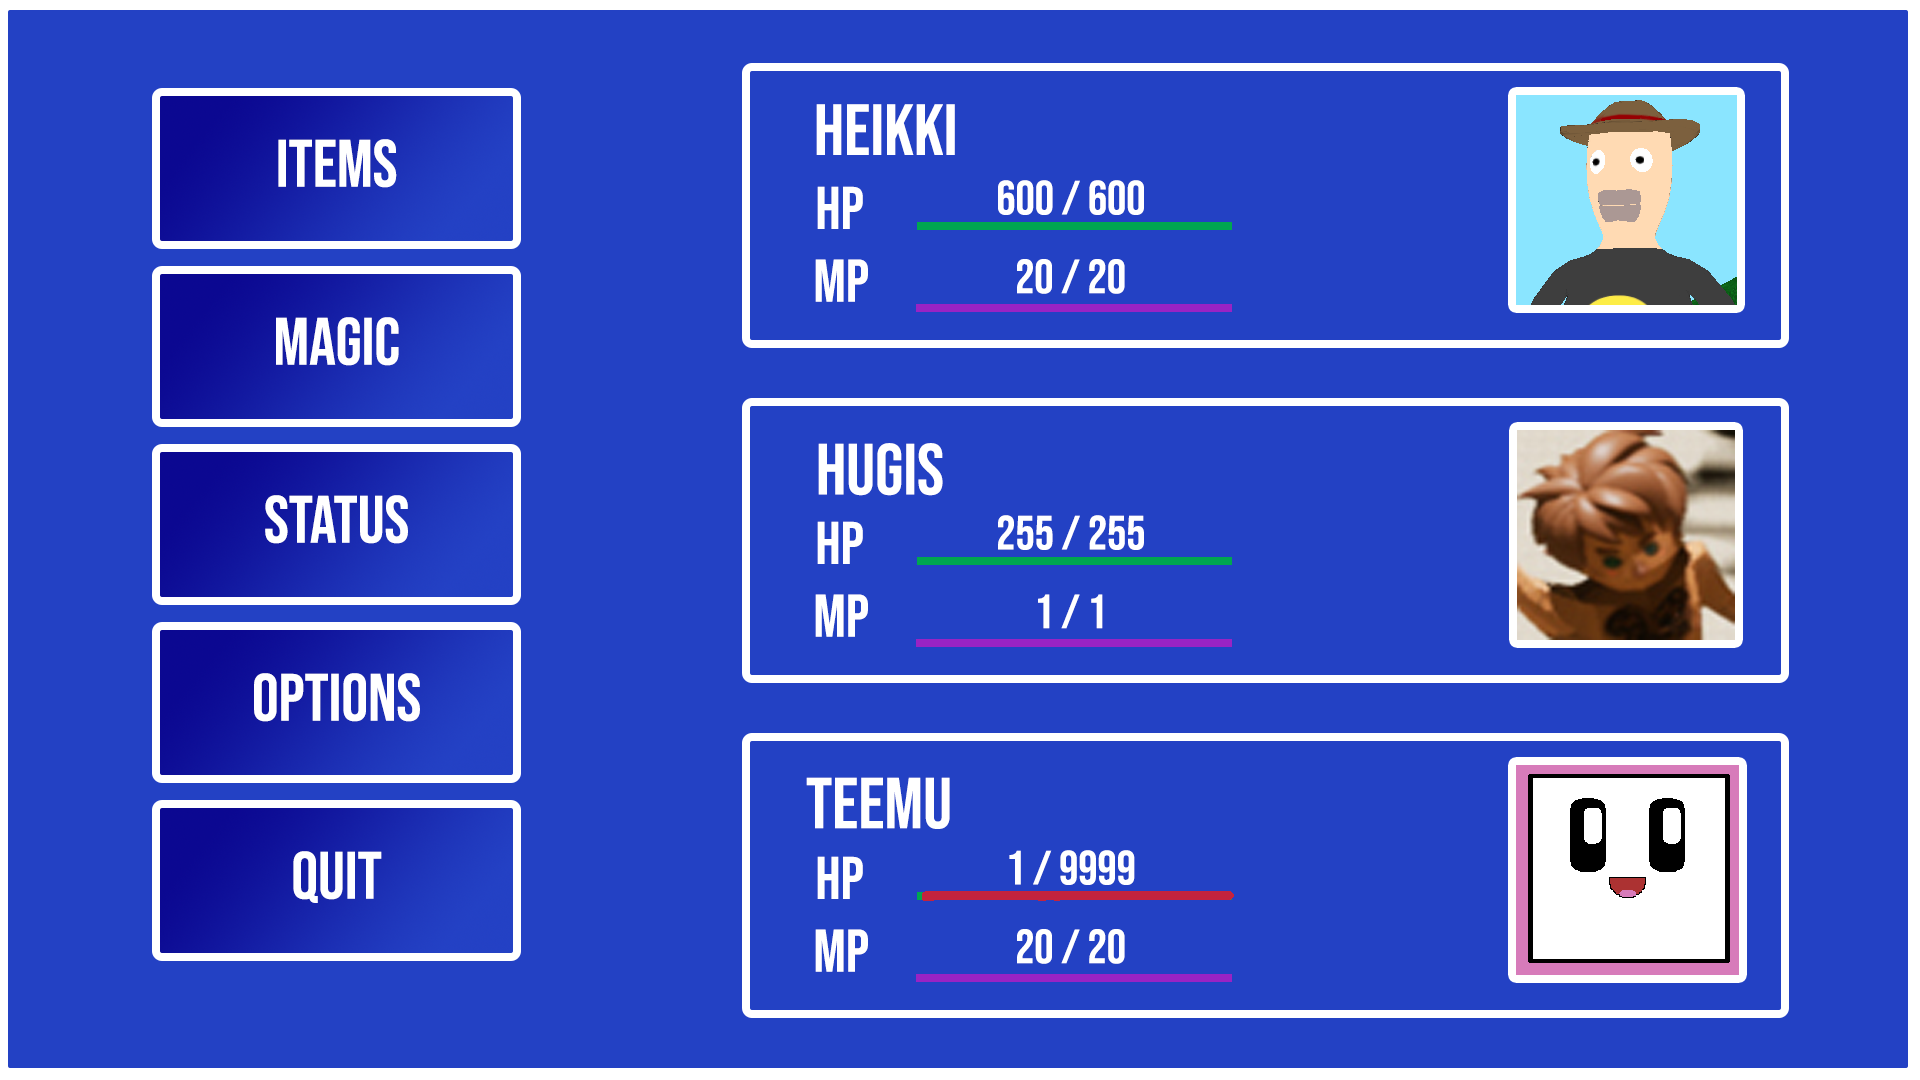 ITEMS
MAGIC
STATUS
OPTIONS
QUIT
HEIKKI
HP 600 / 600
MP 20 / 20
HUGIS
HP 255 / 255
MP 1 / 1
TEEMU
HP 1 / 9999
MP 20 / 20